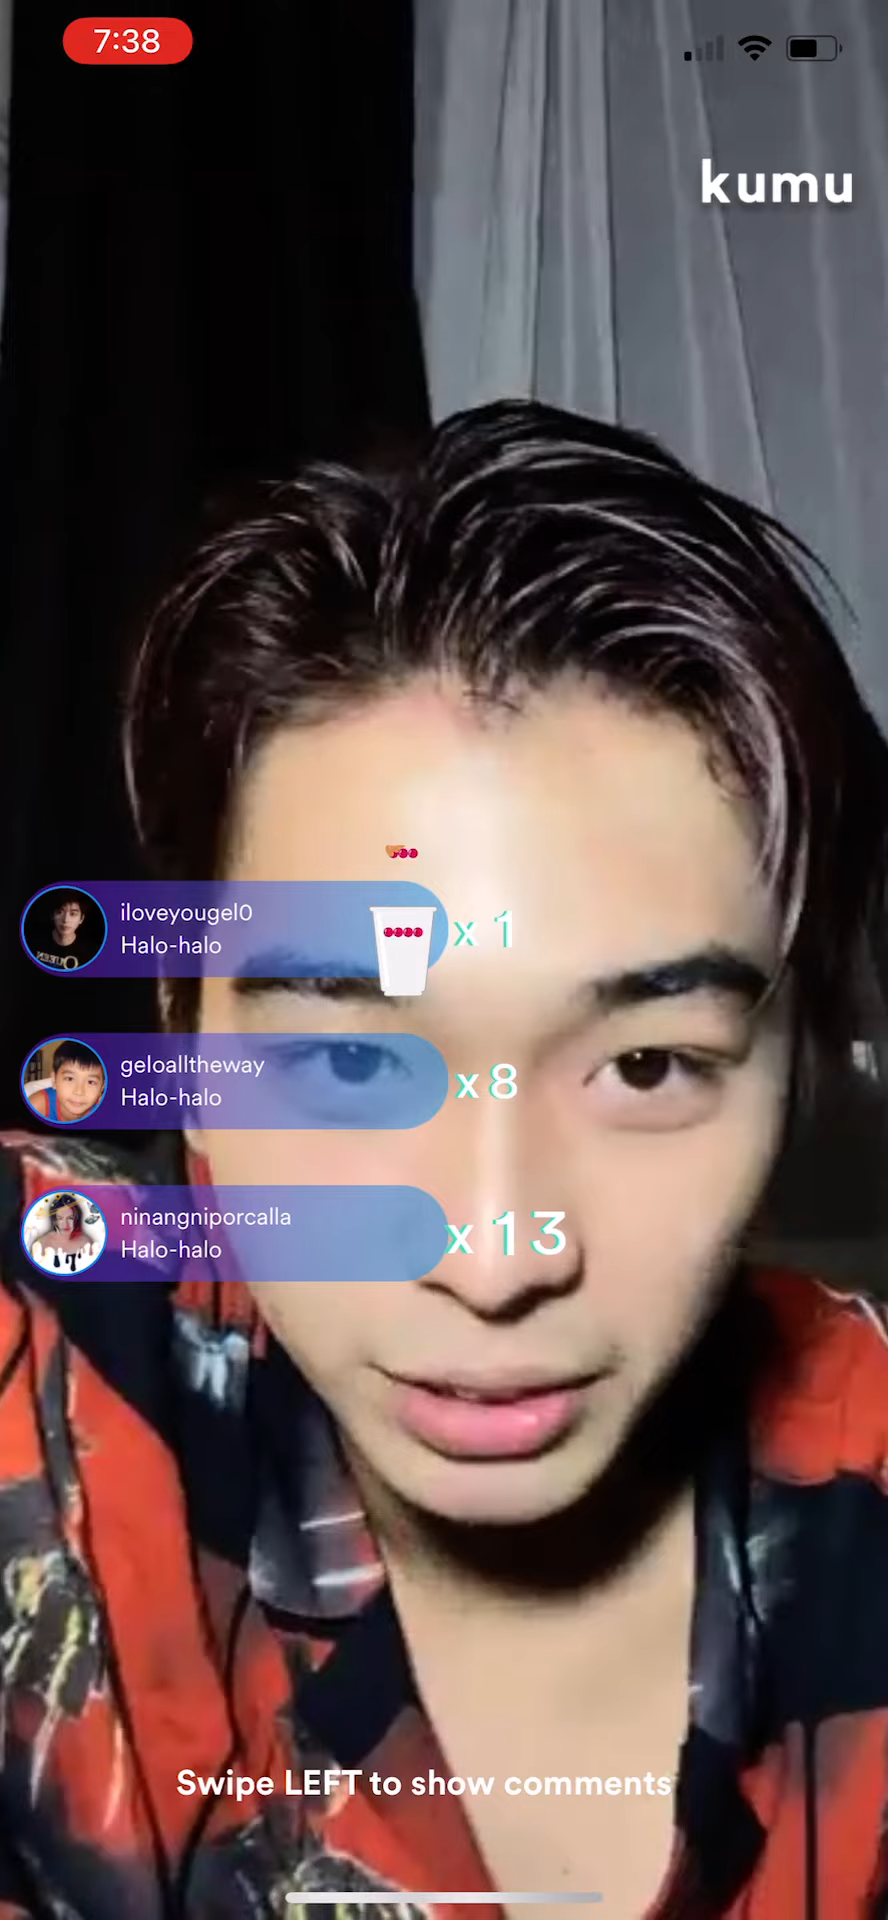 7:38
kumu
iloveyougel0
Halo-halo
x 1
geloalltheway
Halo-halo
x 8
ninangniporcalla
Halo-halo
x 13
Swipe LEFT to show comments